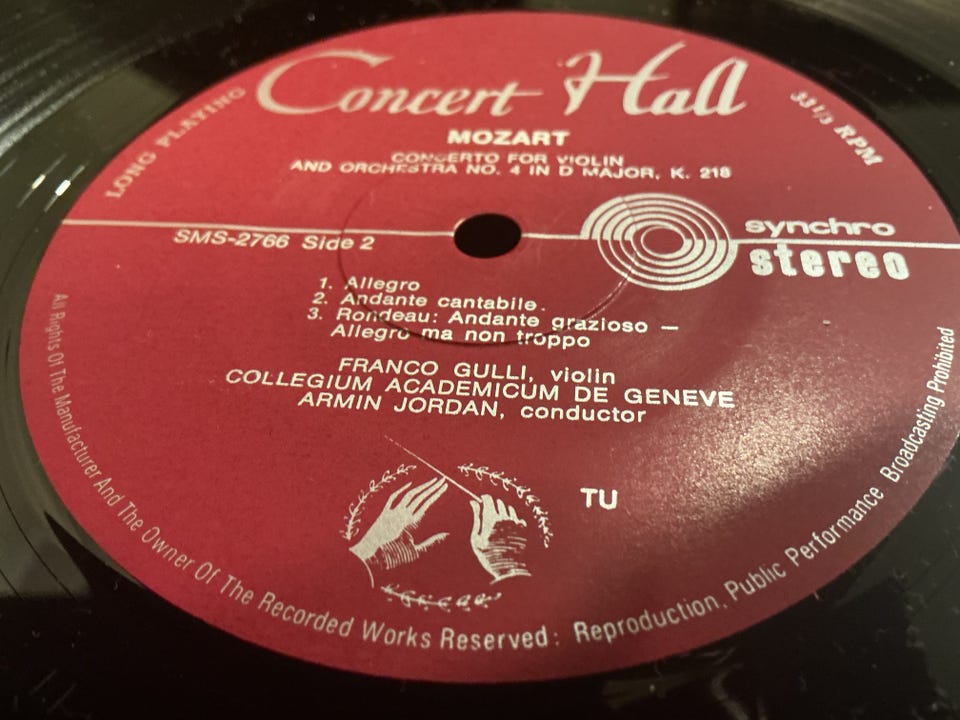 Concert Hall
LONG PLAYING
33 1/3 RPM
MOZART
CONCERTO FOR VIOLIN
AND ORCHESTRA NO. 4 IN D MAJOR, K. 218
synchro
stereo
SMS-2766 Side 2
1. Allegro
2. Andante cantabile.
3. Rondeau: Andante grazioso —
Allegro ma non troppo
FRANCO GULLI, violin
COLLEGIUM ACADEMICUM DE GENEVE
ARMIN JORDAN, conductor
TU
All Rights Of The Manufacturer And The Owner Of The Recorded Works Reserved: Reproduction, Public Performance Broadcasting Prohibited